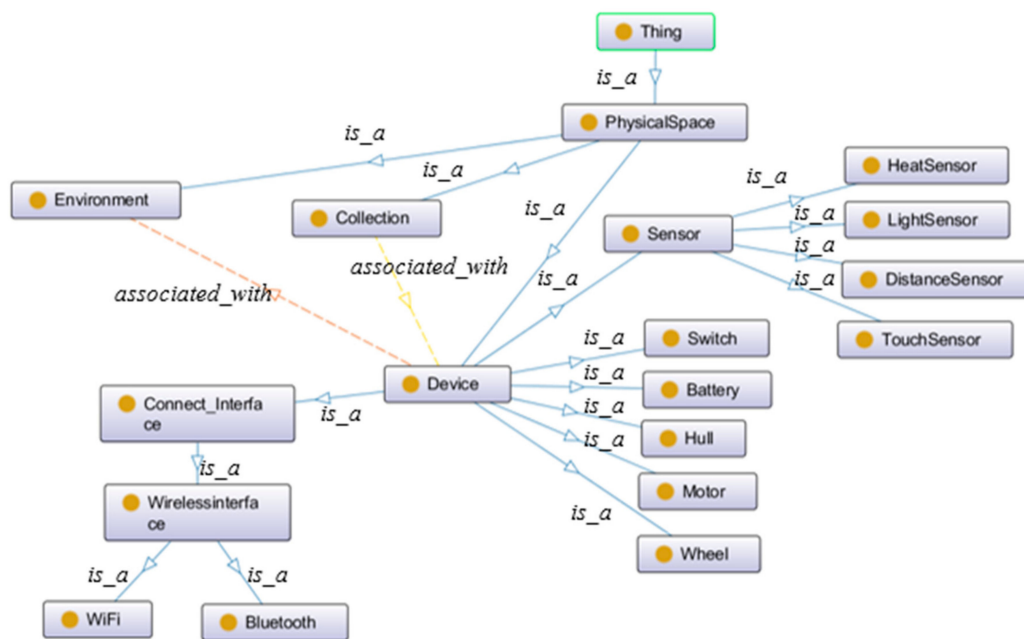 Thing
is_a
PhysicalSpace
is_a
is_a
is_a
HeatSensor
is_a
Environment
Collection
is_a
Sensor
is_a
LightSensor
is_a
associated_with
is_a
is_a
DistanceSensor
associated_with
is_a
Switch
TouchSensor
Device
is_a
Battery
Connect_Interfa
ce
is_a
is_a
Hull
is_a
is_a
Motor
Wirelessinterfa
ce
is_a
Wheel
is_a
is_a
WiFi
Bluetooth